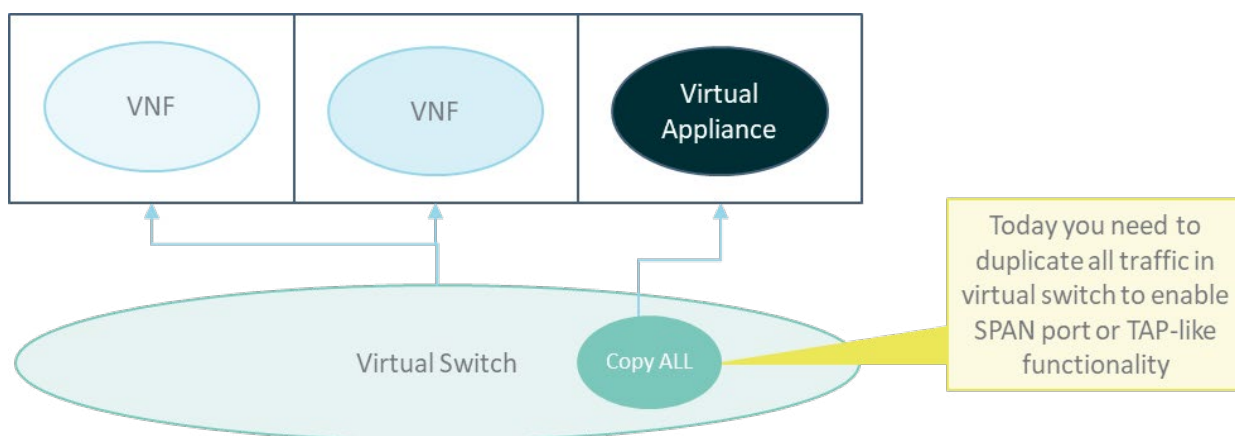 VNF
VNF
Virtual
Appliance
Today you need to
duplicate all traffic in
virtual switch to enable
SPAN port or TAP-like
functionality
Virtual Switch
Copy ALL